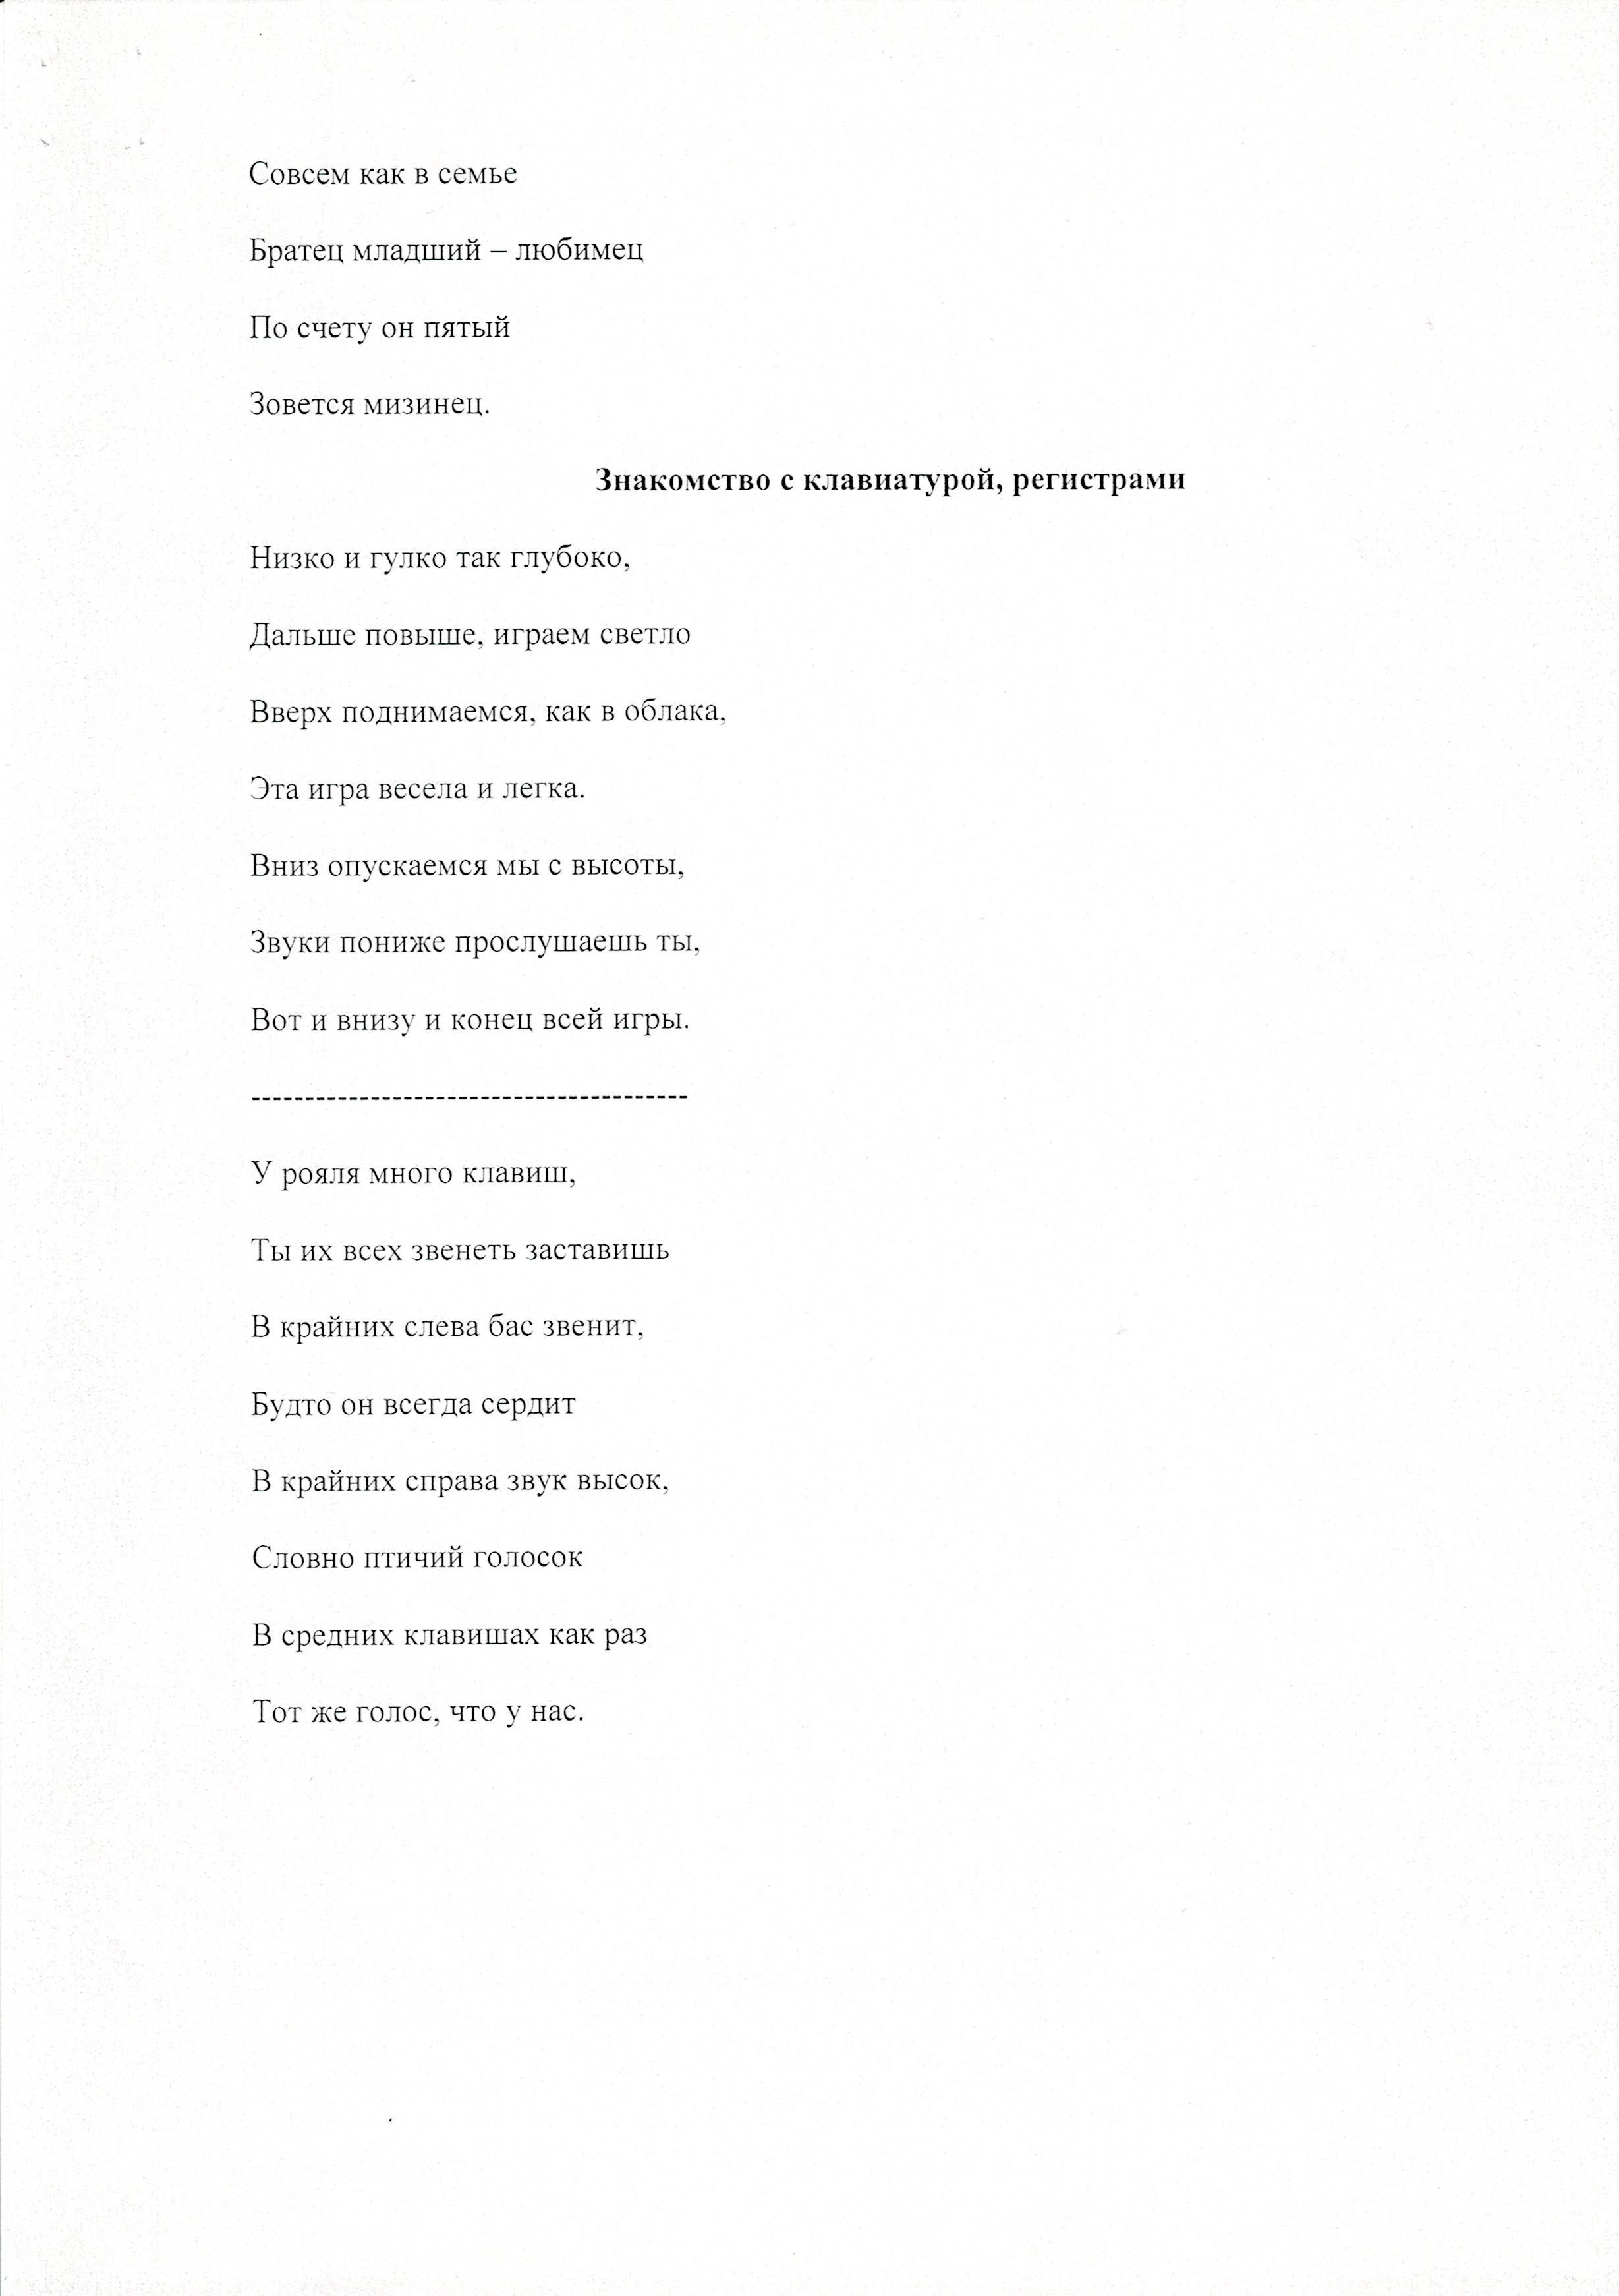 Совсем как в семье
Братец младший – любимец
По счету он пятый
Зовется мизинец.
Знакомство с клавиатурой, регистрами
Низко и гулко так глубоко,
Дальше повыше, играем светло
Вверх поднимаемся, как в облака,
Эта игра весела и легка.
Вниз опускаемся мы с высоты,
Звуки пониже прослушаешь ты,
Вот и внизу и конец всей игры.
----------------------------------------
У рояля много клавиш,
Ты их всех звенеть заставишь
В крайних слева бас звенит,
Будто он всегда сердит
В крайних справа звук высок,
Словно птичий голосок
В средних клавишах как раз
Тот же голос, что у нас.